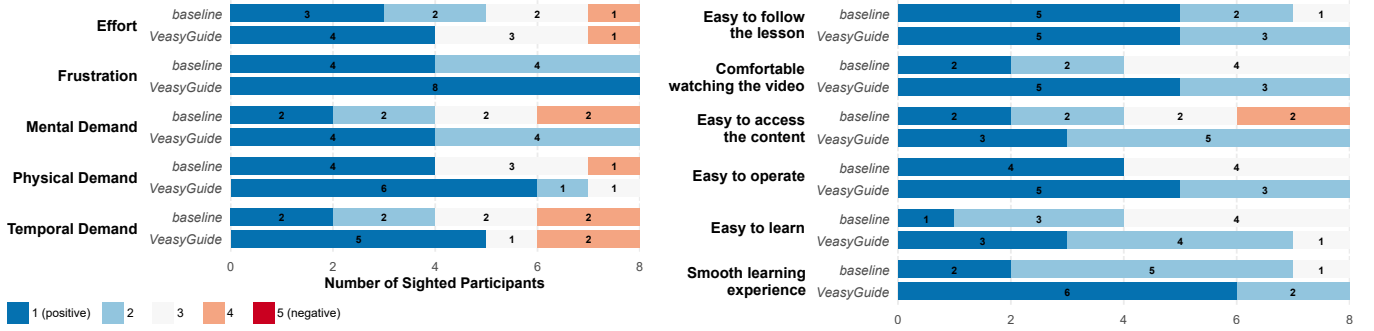 Effort
baseline 3 2 2 1
VeasyGuide 4 3 1
Frustration
baseline 4 4
VeasyGuide 8
Mental Demand
baseline 2 2 2 2
VeasyGuide 4 4
Physical Demand
baseline 4 3 1
VeasyGuide 6 1 1
Temporal Demand
baseline 2 2 2 2
VeasyGuide 5 1 2
0 2 4 6 8
Number of Sighted Participants
1 (positive) 2 3 4 5 (negative)
Easy to follow
the lesson
baseline 5 2 1
VeasyGuide 5 3
Comfortable
watching the video
baseline 2 2 4
VeasyGuide 5 3
Easy to access
the content
baseline 2 2 2 2
VeasyGuide 3 5
Easy to operate
baseline 4 4
VeasyGuide 5 3
Easy to learn
baseline 1 3 4
VeasyGuide 3 4 1
Smooth learning
experience
baseline 2 5 1
VeasyGuide 6 2
0 2 4 6 8